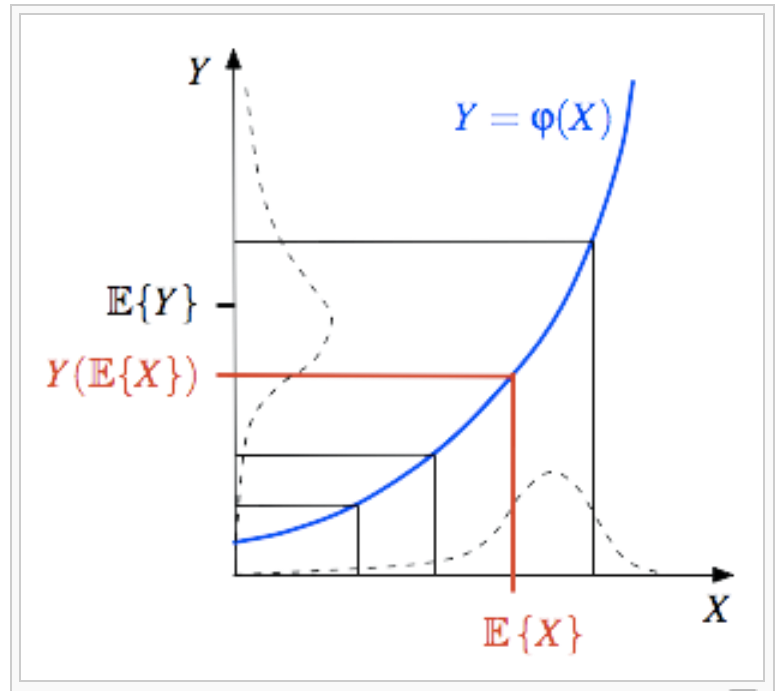 Y
Y = φ(X)
𝔼{Y}
Y(𝔼{X})
X
𝔼{X}